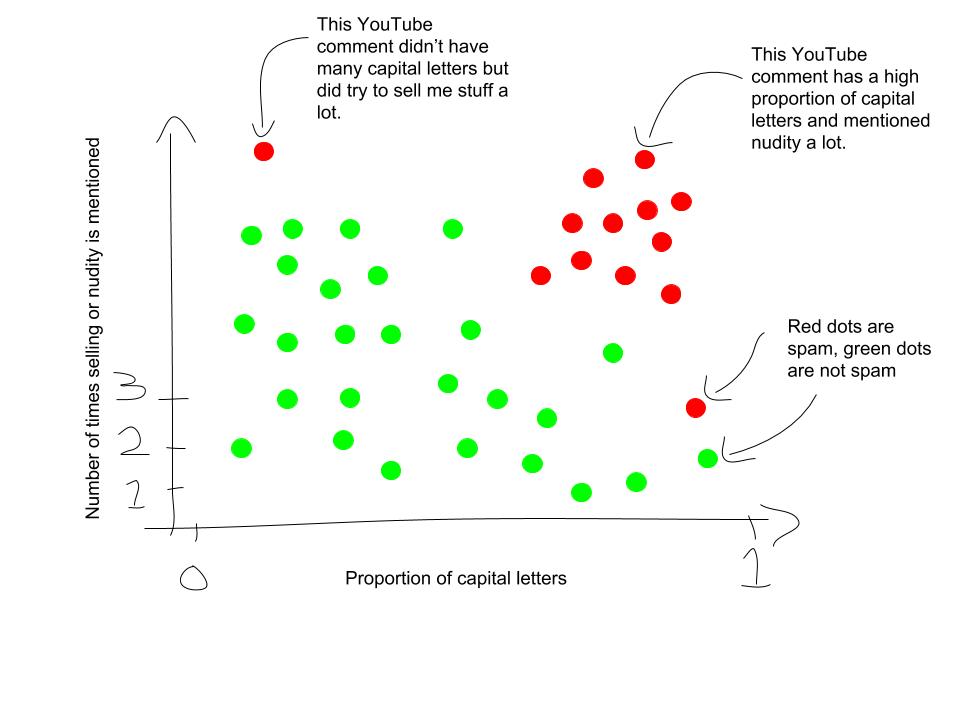 This YouTube
comment didn't have
many capital letters but
did try to sell me stuff a
lot.
This YouTube
comment has a high
proportion of capital
letters and mentioned
nudity a lot.
Number of times selling or nudity is mentioned
Red dots are
spam, green dots
are not spam
3
2
1
0
1
Proportion of capital letters